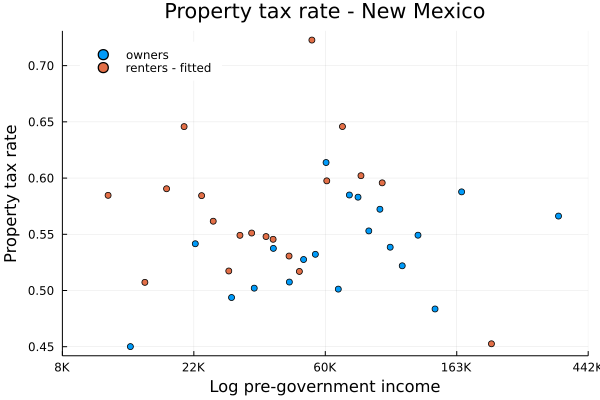 Property tax rate - New Mexico
owners
renters - fitted
Property tax rate
0.70
0.65
0.60
0.55
0.50
0.45
8K
22K
60K
163K
442K
Log pre-government income